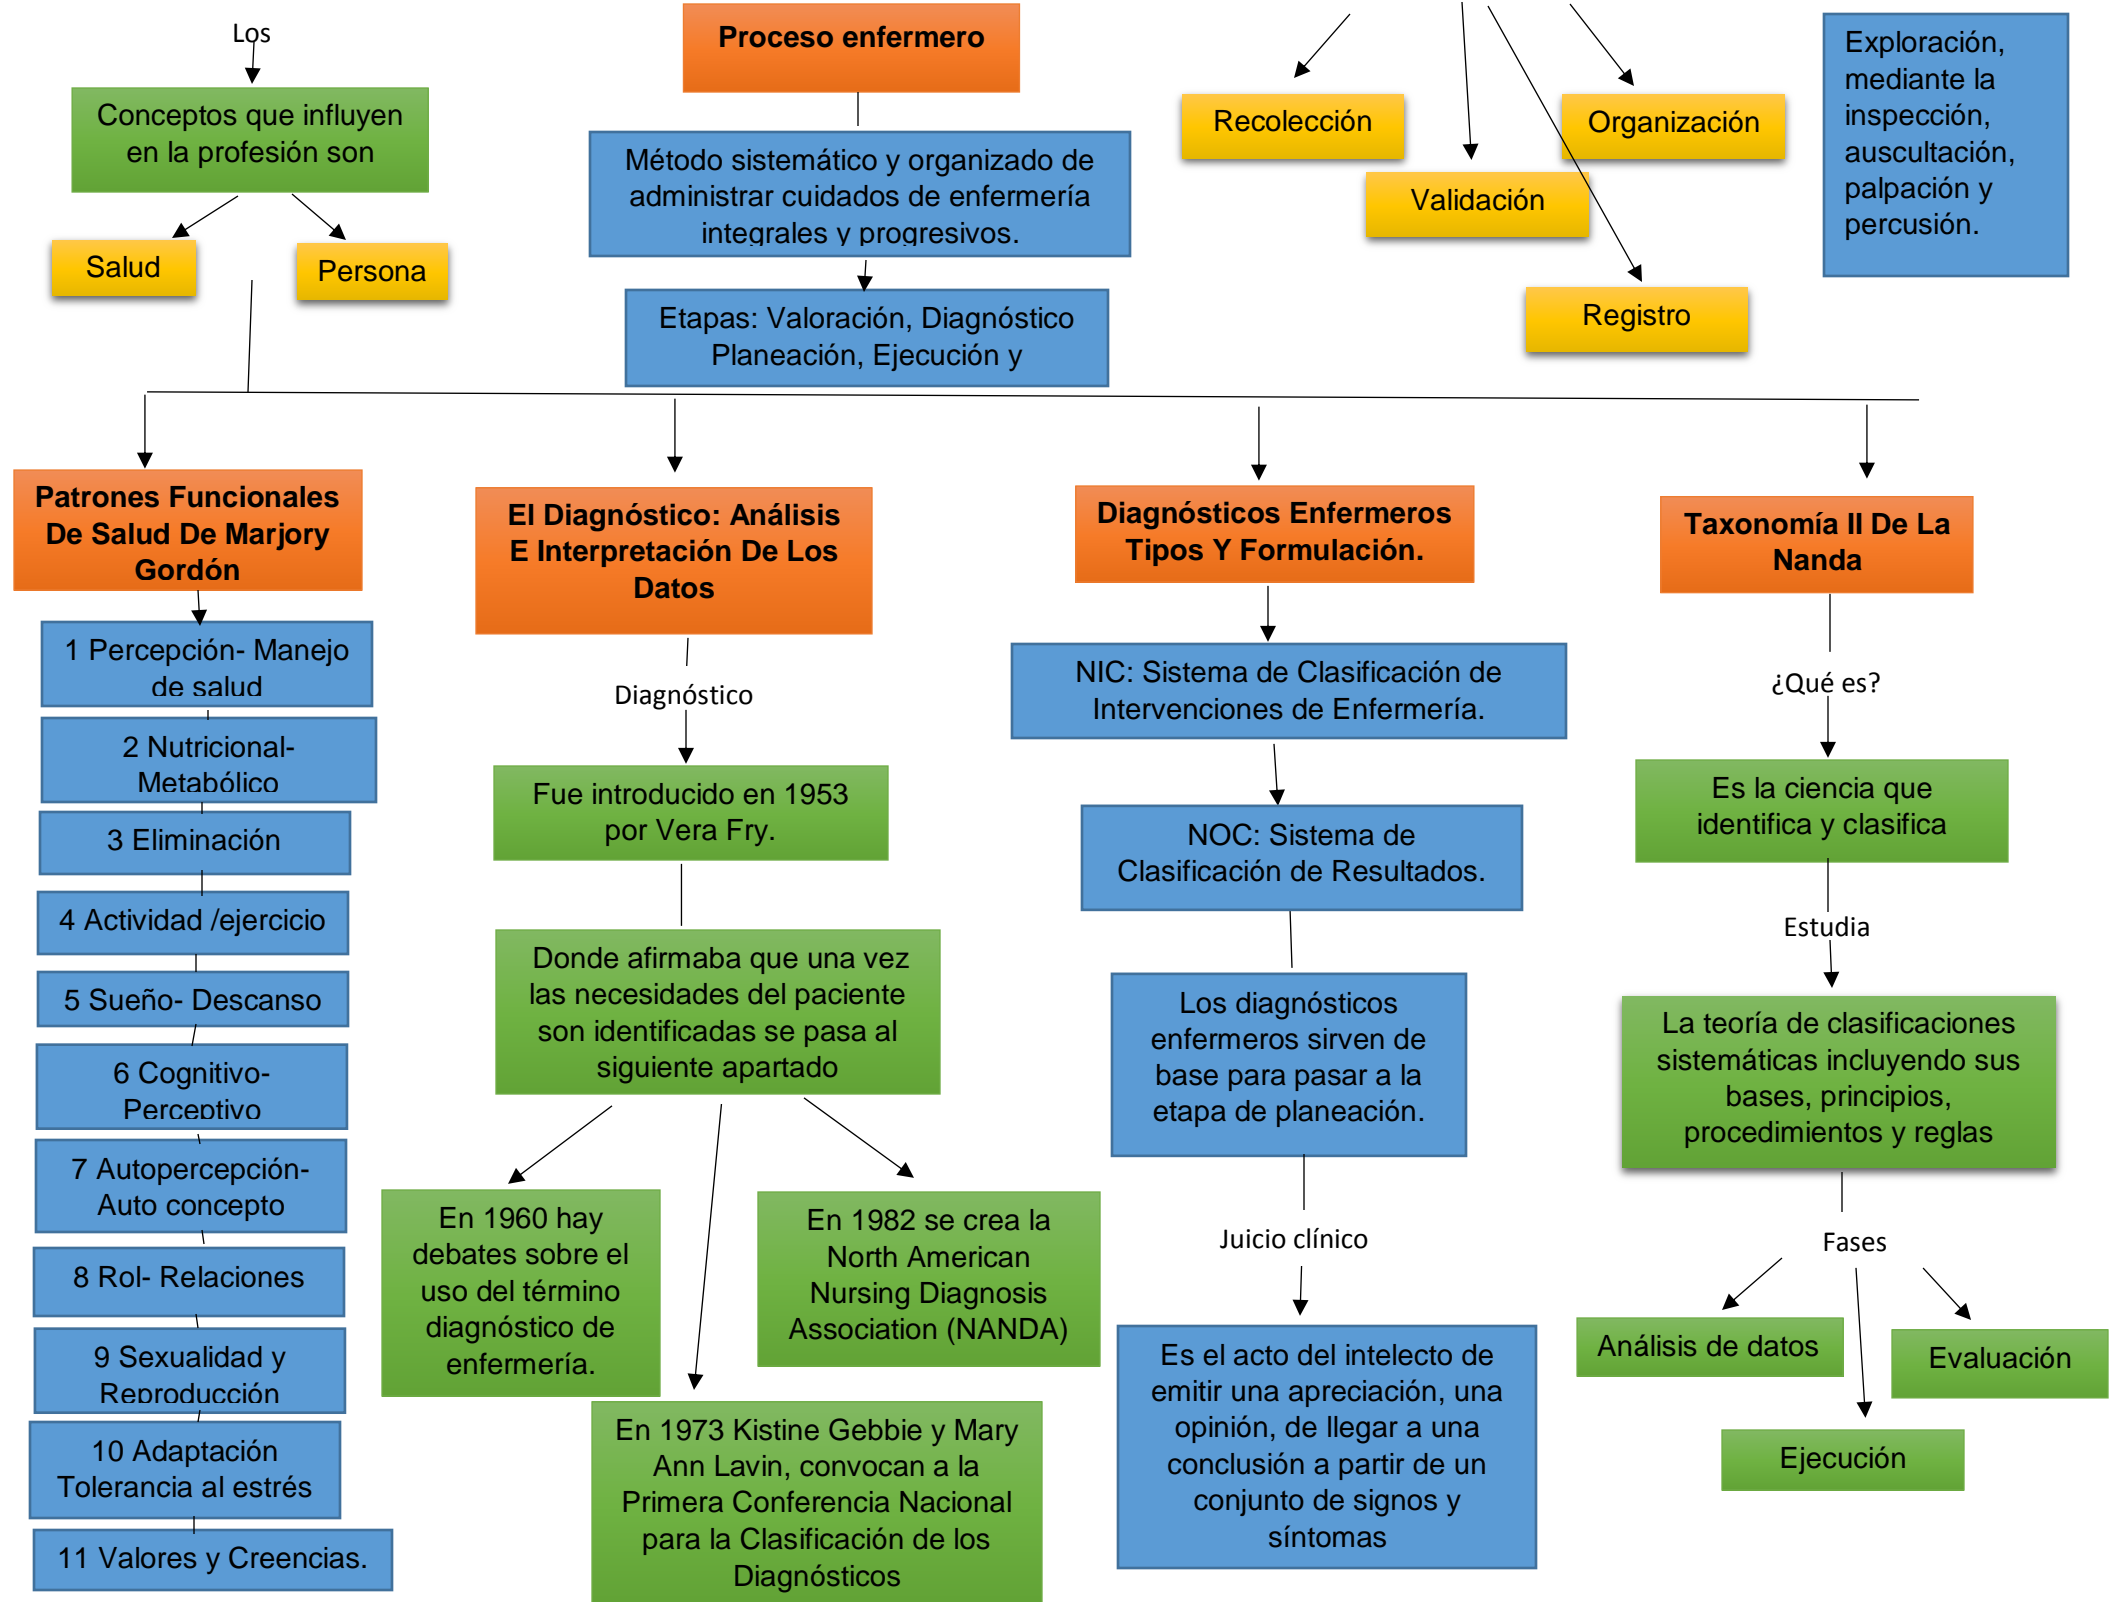 Los
Conceptos que influyen
en la profesión son
Salud
Persona
Proceso enfermero
Método sistemático y organizado de
administrar cuidados de enfermería
integrales y progresivos.
Etapas: Valoración, Diagnóstico
Planeación, Ejecución y
Recolección
Organización
Validación
Registro
Exploración,
mediante la
inspección,
auscultación,
palpación y
percusión.
Patrones Funcionales
De Salud De Marjory
Gordón
1 Percepción- Manejo
de salud
2 Nutricional-
Metabólico
3 Eliminación
4 Actividad /ejercicio
5 Sueño- Descanso
6 Cognitivo-
Perceptivo
7 Autopercepción-
Auto concepto
8 Rol- Relaciones
9 Sexualidad y
Reproducción
10 Adaptación
Tolerancia al estrés
11 Valores y Creencias.
El Diagnóstico: Análisis
E Interpretación De Los
Datos
Diagnóstico
Fue introducido en 1953
por Vera Fry.
Donde afirmaba que una vez
las necesidades del paciente
son identificadas se pasa al
siguiente apartado
En 1960 hay
debates sobre el
uso del término
diagnóstico de
enfermería.
En 1982 se crea la
North American
Nursing Diagnosis
Association (NANDA)
En 1973 Kistine Gebbie y Mary
Ann Lavin, convocan a la
Primera Conferencia Nacional
para la Clasificación de los
Diagnósticos
Diagnósticos Enfermeros
Tipos Y Formulación.
NIC: Sistema de Clasificación de
Intervenciones de Enfermería.
NOC: Sistema de
Clasificación de Resultados.
Los diagnósticos
enfermeros sirven de
base para pasar a la
etapa de planeación.
Juicio clínico
Es el acto del intelecto de
emitir una apreciación, una
opinión, de llegar a una
conclusión a partir de un
conjunto de signos y
síntomas
Taxonomía II De La
Nanda
¿Qué es?
Es la ciencia que
identifica y clasifica
Estudia
La teoría de clasificaciones
sistemáticas incluyendo sus
bases, principios,
procedimientos y reglas
Fases
Análisis de datos
Evaluación
Ejecución